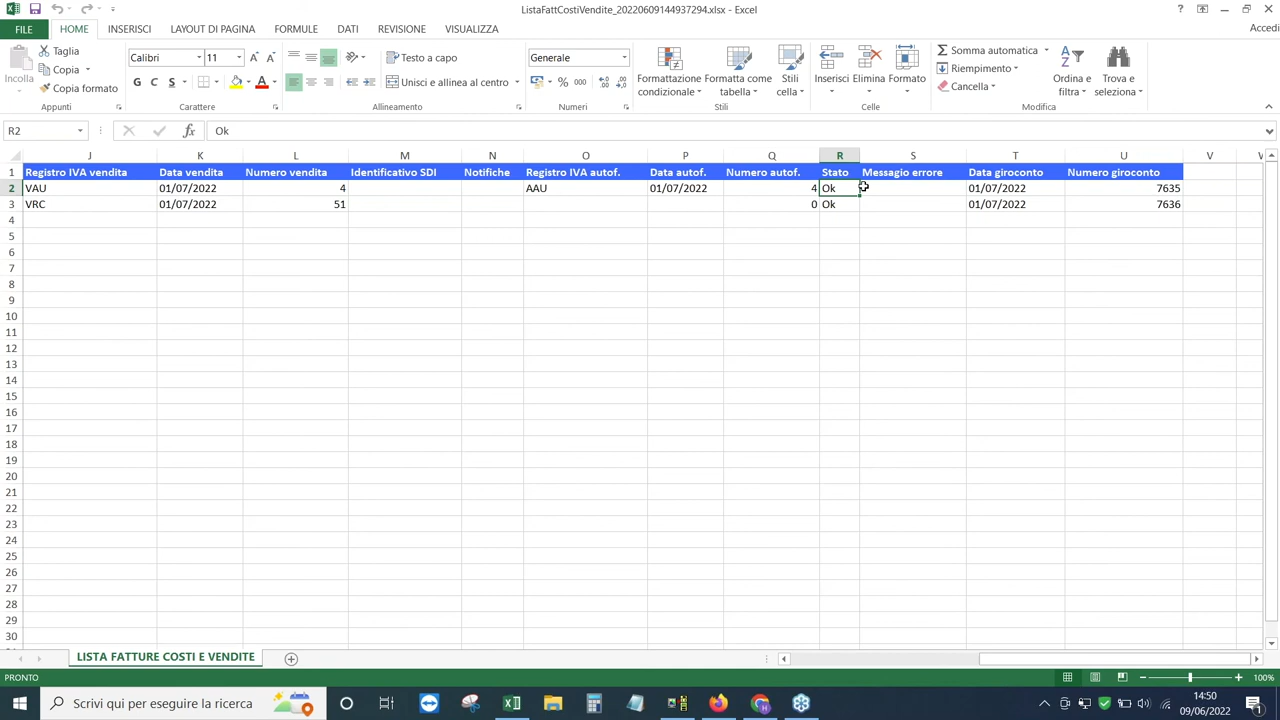 ListaFattCostiVendite_20220609144937294.xlsx - Excel
FILE HOME INSERISCI LAYOUT DI PAGINA FORMULE DATI REVISIONE VISUALIZZA Accedi
Incolla
Taglia
Copia
Copia formato
Appunti
Calibri 11
G C S
Carattere
Testo a capo
Unisci e allinea al centro
Allineamento
Generale
% 000
Numeri
Formattazione condizionale
Formatta come tabella
Stili cella
Stili
Inserisci Elimina Formato
Celle
Somma automatica
Riempimento
Cancella
Ordina e filtra
Trova e seleziona
Modifica
R2 fx Ok
J K L M N O P Q R S T U V
1 Registro IVA vendita Data vendita Numero vendita Identificativo SDI Notifiche Registro IVA autof. Data autof. Numero autof. Stato Messagio errore Data giroconto Numero giroconto
2 VAU 01/07/2022 4 AAU 01/07/2022 4 Ok 01/07/2022 7635
3 VRC 01/07/2022 51 0 Ok 01/07/2022 7636
4
5
6
7
8
9
10
11
12
13
14
15
16
17
18
19
20
21
22
23
24
25
26
27
28
29
30
LISTA FATTURE COSTI E VENDITE
PRONTO 100%
Scrivi qui per eseguire la ricerca
14:50
09/06/2022